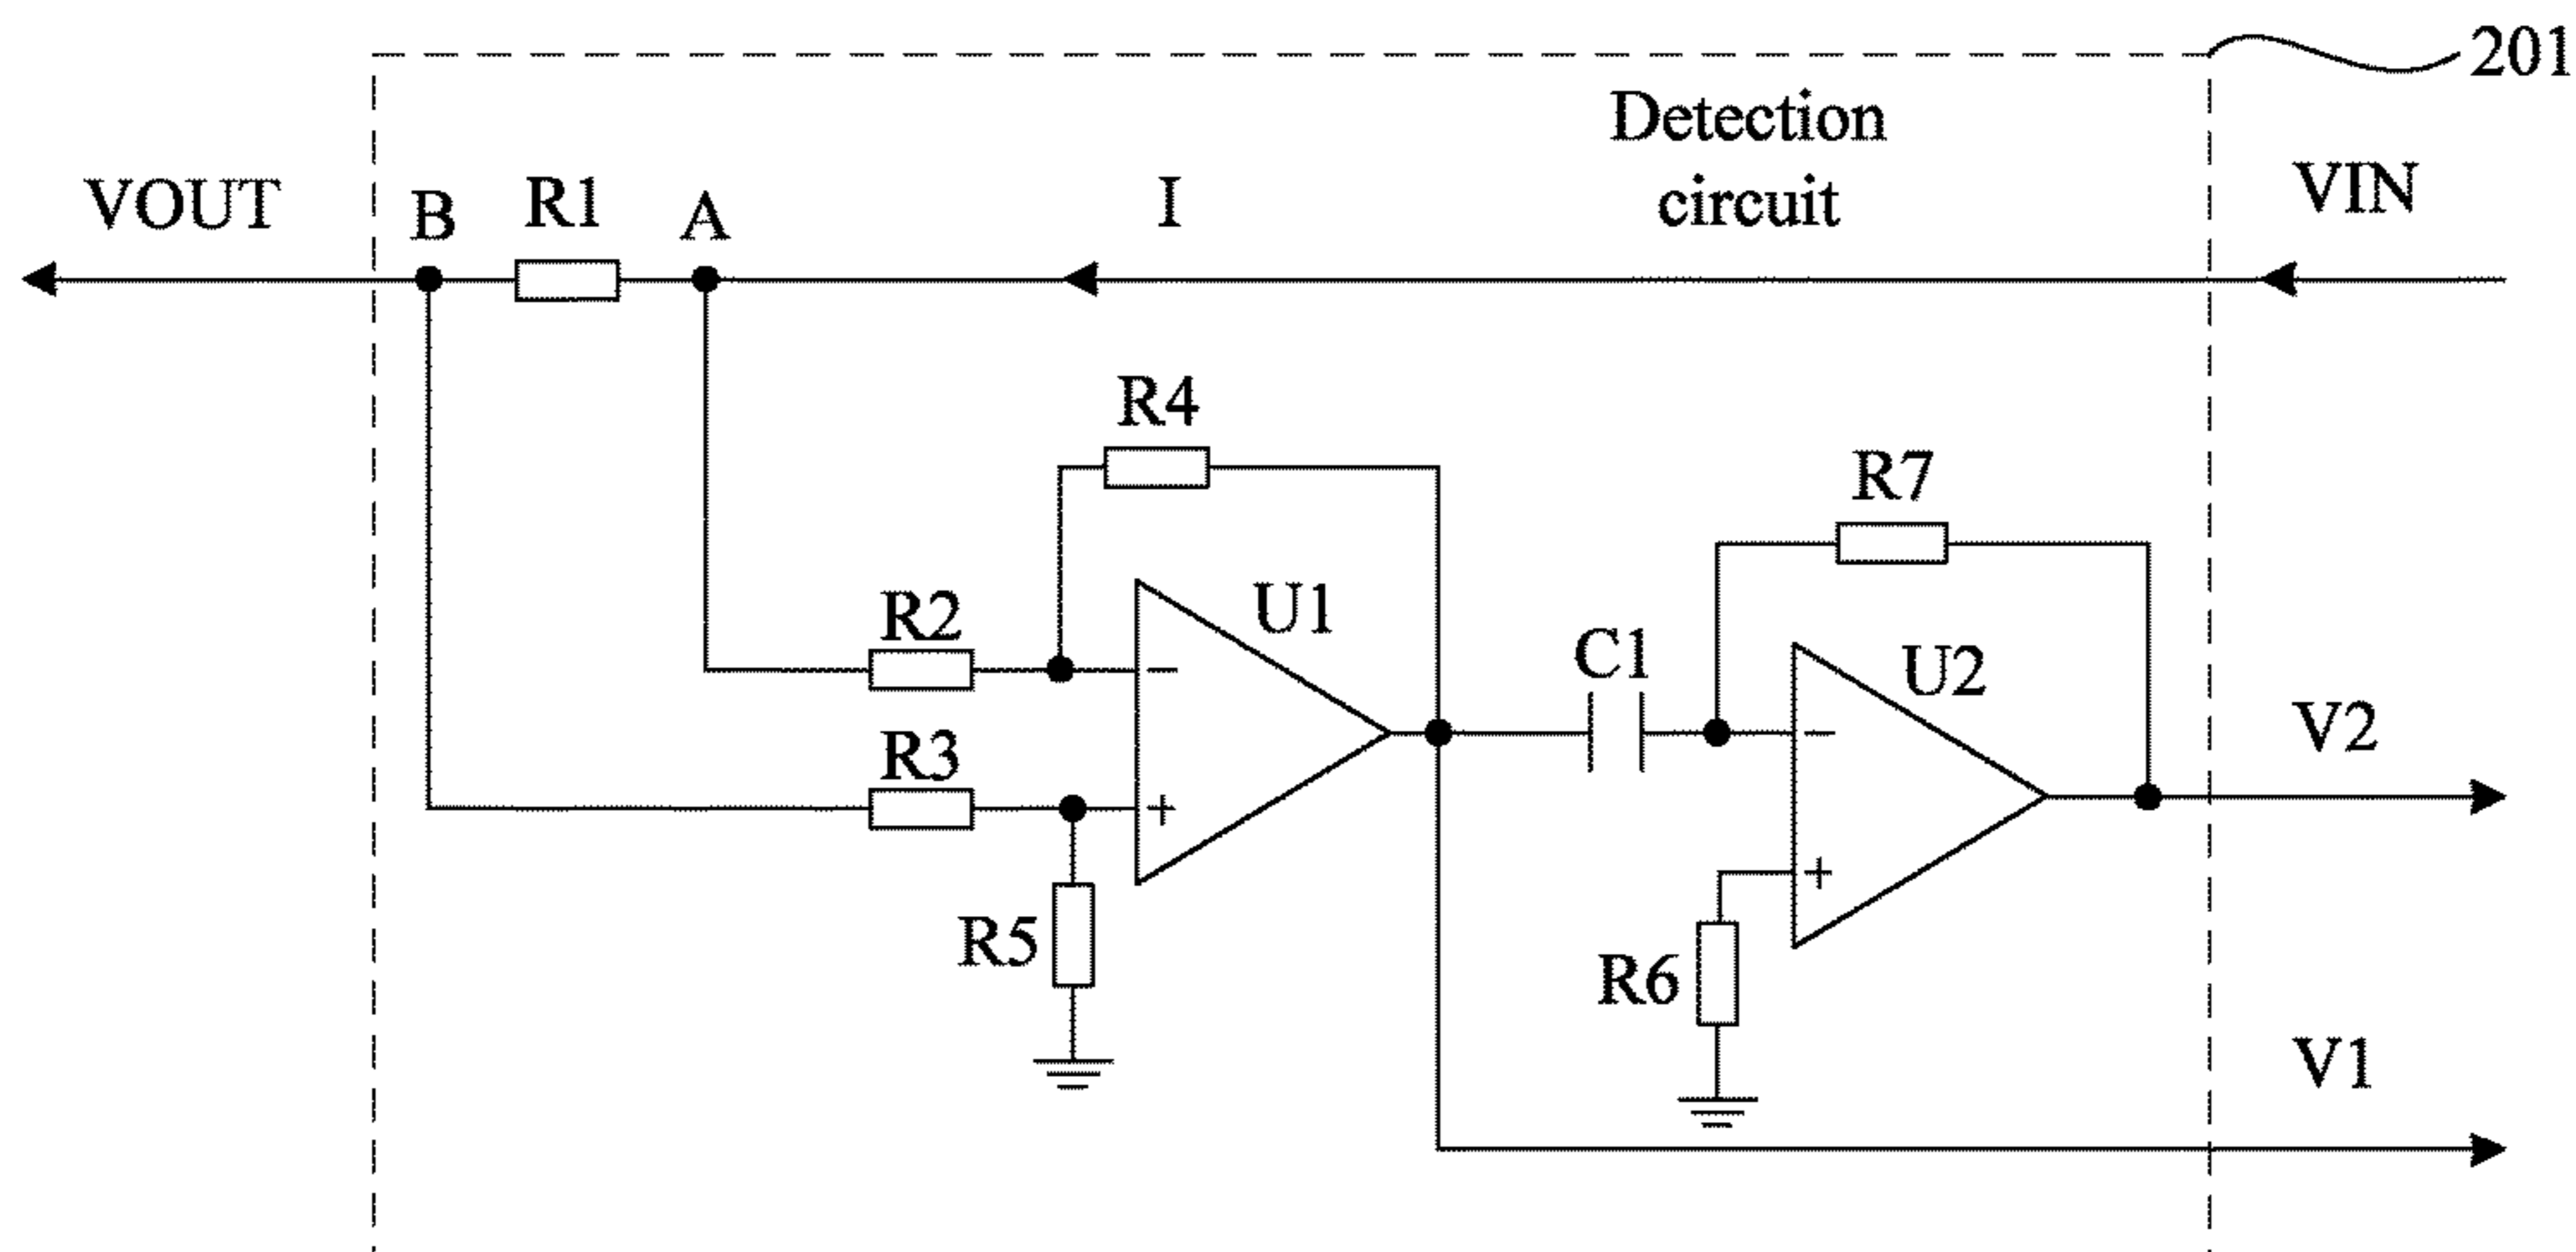 201
Detection
circuit
VOUT
B
R1
A
I
VIN
R4
R7
R2
U1
C1
U2
R3
V2
R5
R6
V1
−
+
−
+